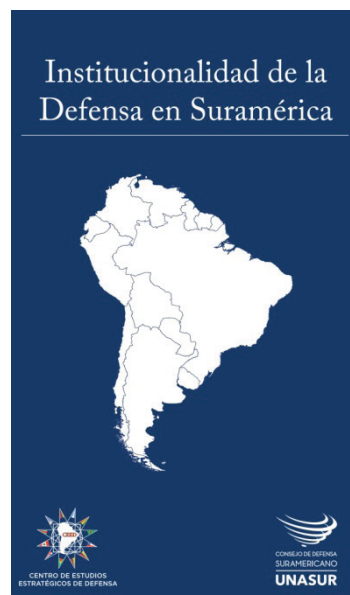 Institucionalidad de la
Defensa en Suramérica
CENTRO DE ESTUDIOS
ESTRATÉGICOS DE DEFENSA
CONSEJO DE DEFENSA
SURAMERICANO
UNASUR